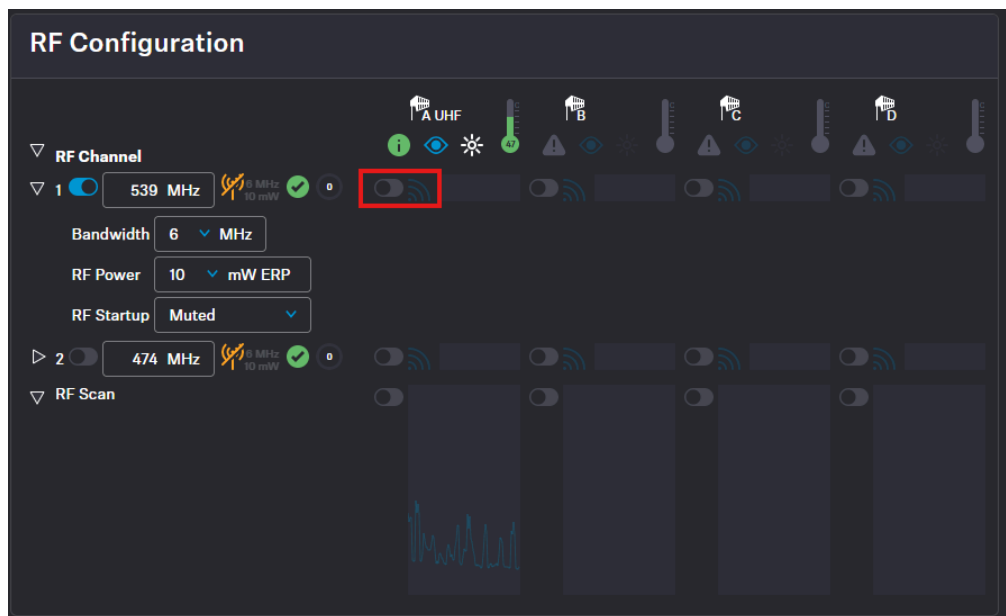 RF Configuration
A UHF B C D
47
RF Channel
1 539 MHz 6 MHz 10 mW 0
Bandwidth 6 MHz
RF Power 10 mW ERP
RF Startup Muted
2 474 MHz 6 MHz 10 mW 0
RF Scan